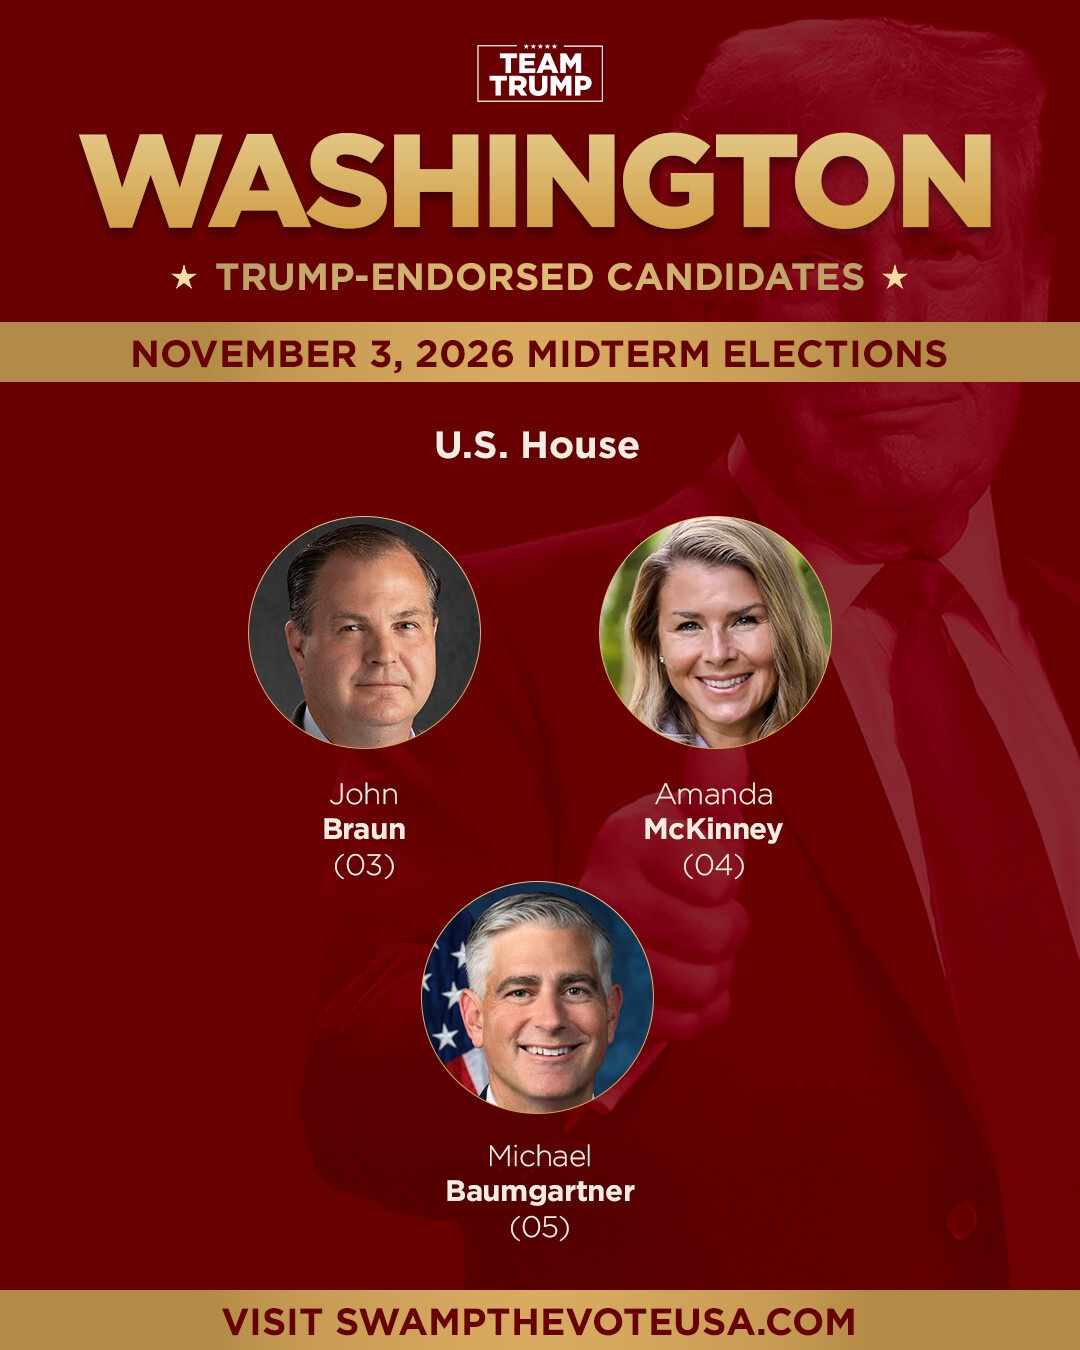 TEAM
TRUMP
WASHINGTON
TRUMP-ENDORSED CANDIDATES
NOVEMBER 3, 2026 MIDTERM ELECTIONS
U.S. House
John
Braun
(03)
Amanda
McKinney
(04)
Michael
Baumgartner
(05)
VISIT SWAMPTHEVOTEUSA.COM